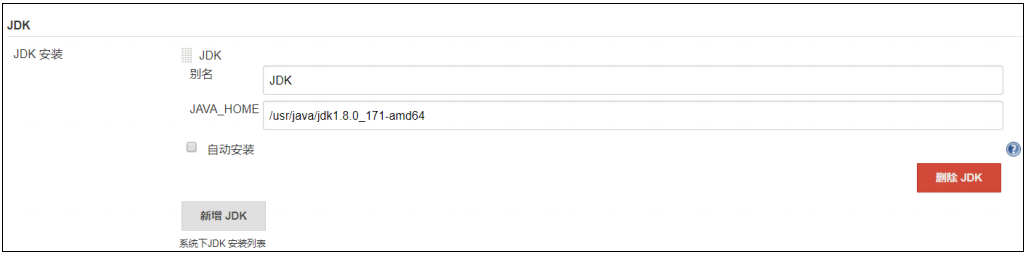 JDK
JDK 安装
JDK
别名
JDK
JAVA_HOME
/usr/java/jdk1.8.0_171-amd64
自动安装
?
删除 JDK
新增 JDK
系统下JDK 安装列表